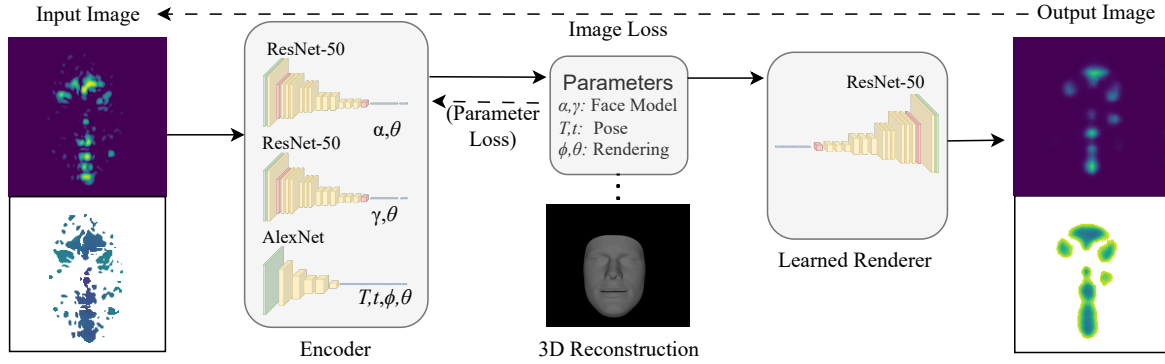 Input Image
Output Image
Image Loss
ResNet-50
α,θ
ResNet-50
γ,θ
AlexNet
T,t,ϕ,θ
Encoder
(Parameter
Loss)
Parameters
α,γ: Face Model
T,t: Pose
ϕ,θ: Rendering
3D Reconstruction
ResNet-50
Learned Renderer